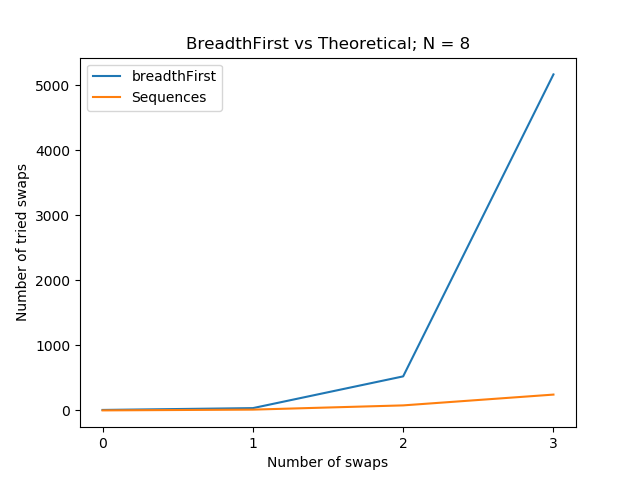 BreadthFirst vs Theoretical; N = 8
breadthFirst
Sequences
Number of tried swaps
5000
4000
3000
2000
1000
0
0 1 2 3
Number of swaps